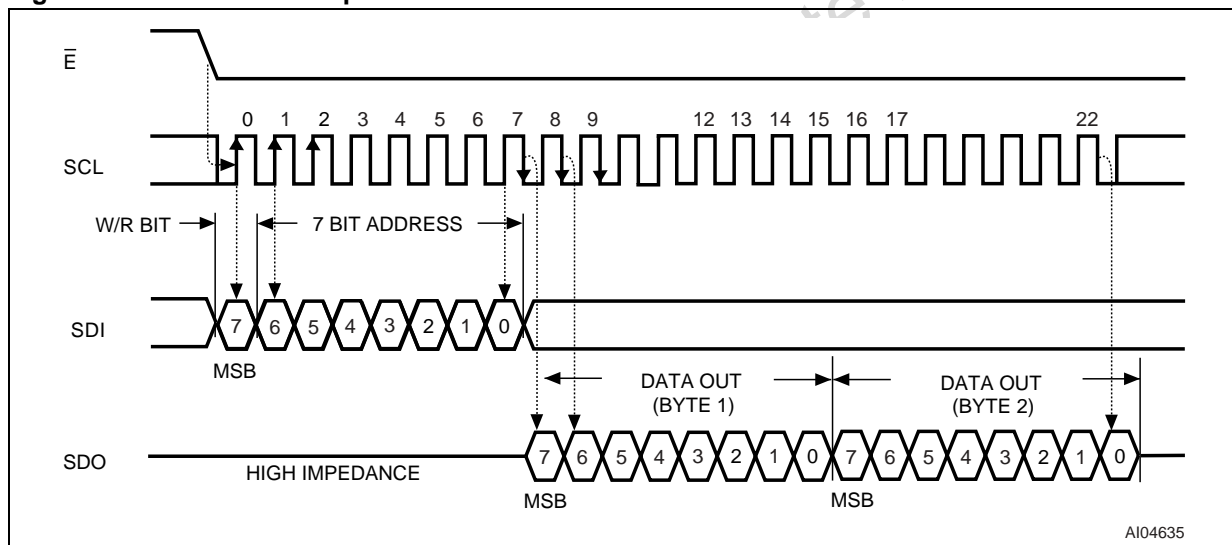 E̅
0 1 2 3 4 5 6 7 8 9 12 13 14 15 16 17 22
SCL
W/R BIT 7 BIT ADDRESS
SDI 7 6 5 4 3 2 1 0
MSB
DATA OUT
(BYTE 1)
DATA OUT
(BYTE 2)
SDO HIGH IMPEDANCE 7 6 5 4 3 2 1 0 7 6 5 4 3 2 1 0
MSB MSB
AI04635